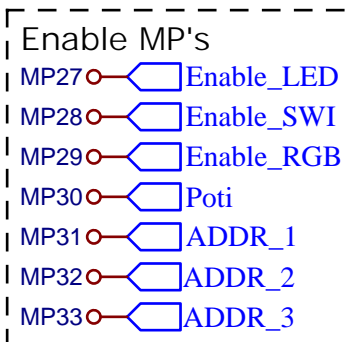 Enable MP's
MP27 Enable_LED
MP28 Enable_SWI
MP29 Enable_RGB
MP30 Poti
MP31 ADDR_1
MP32 ADDR_2
MP33 ADDR_3